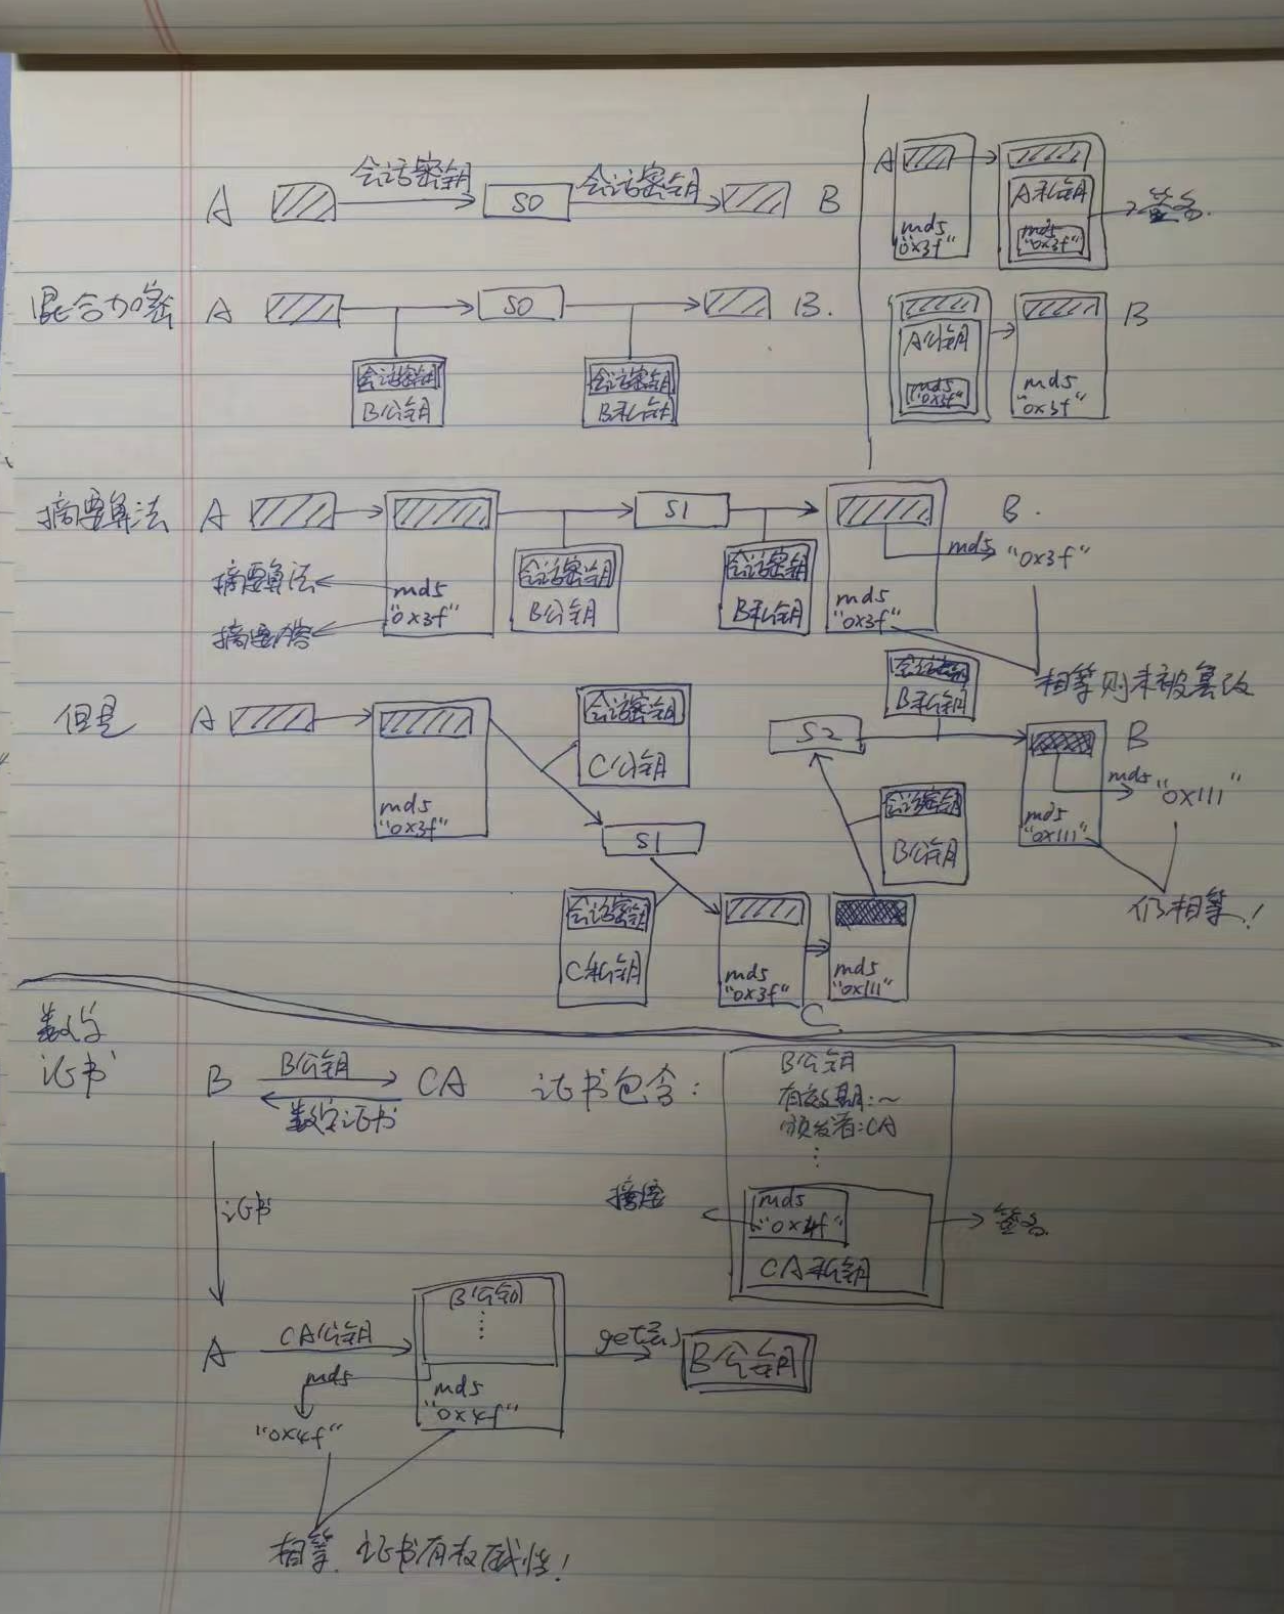 A 会话密钥 S0 会话密钥 B
混合加密 A S0 B.
会话密钥 会话密钥
B公钥 B私钥
A
A私钥
md5 md5 签名.
"0x3f" "0x3f"
A公钥 B
md5 md5
"0x3f" "0x3f"
摘要算法 A S1 B.
会话密钥 会话密钥 md5 "0x3f"
摘要算法 md5 B公钥 B私钥 md5
摘要内容 "0x3f" "0x3f"
相等则未被篡改
但是 A
会话密钥
C公钥
md5
"0x3f"
S1
会话密钥
C私钥
md5
"0x3f"
C
md5
"0x111"
会话密钥
B公钥
S2
会话密钥
B私钥
B
md5 "0x111"
md5
"0x111"
仍相等!
数字
证书
B B公钥 CA 证书包含:
数字证书
B公钥
有效期:~
颁发者:CA
⋮
摘要 md5
"0x4f" 签名
CA私钥
证书
A CA公钥
B公钥
⋮
get到 B公钥
md5 md5
"0x4f" "0x4f"
相等. 证书有权威性!